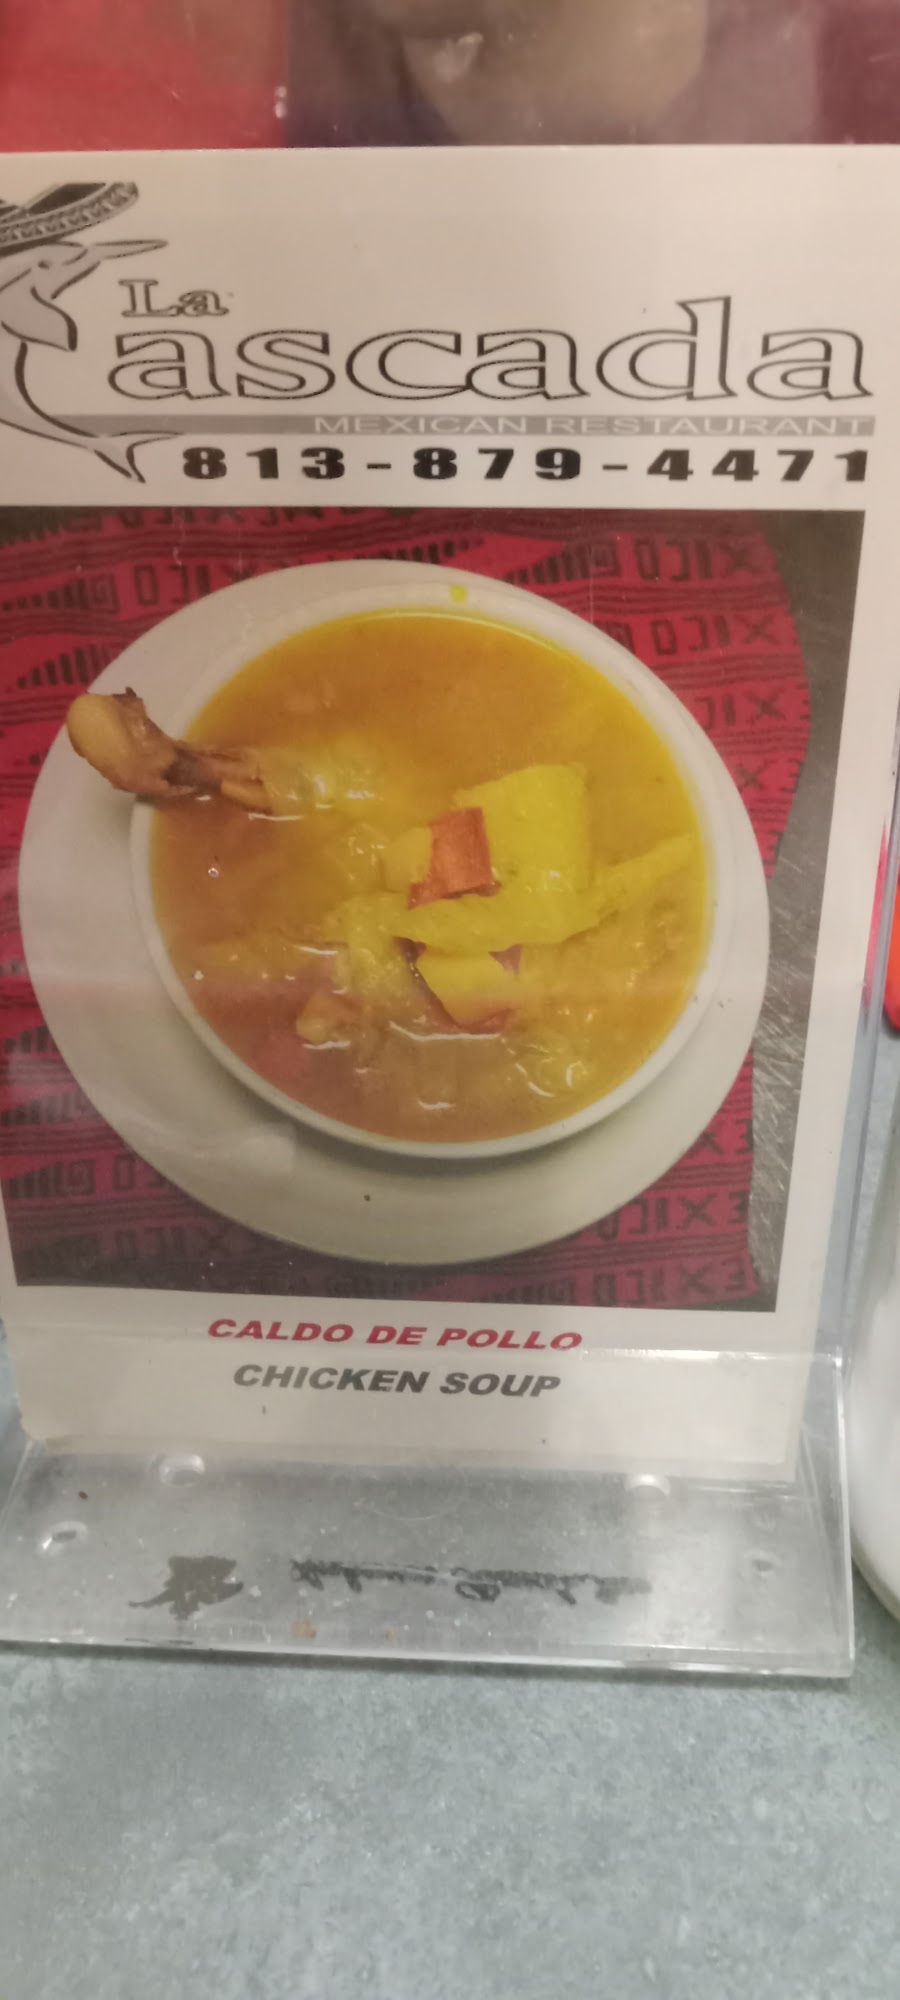 La
ascada
MEXICAN RESTAURANT
813-879-4471
CALDO DE POLLO
CHICKEN SOUP